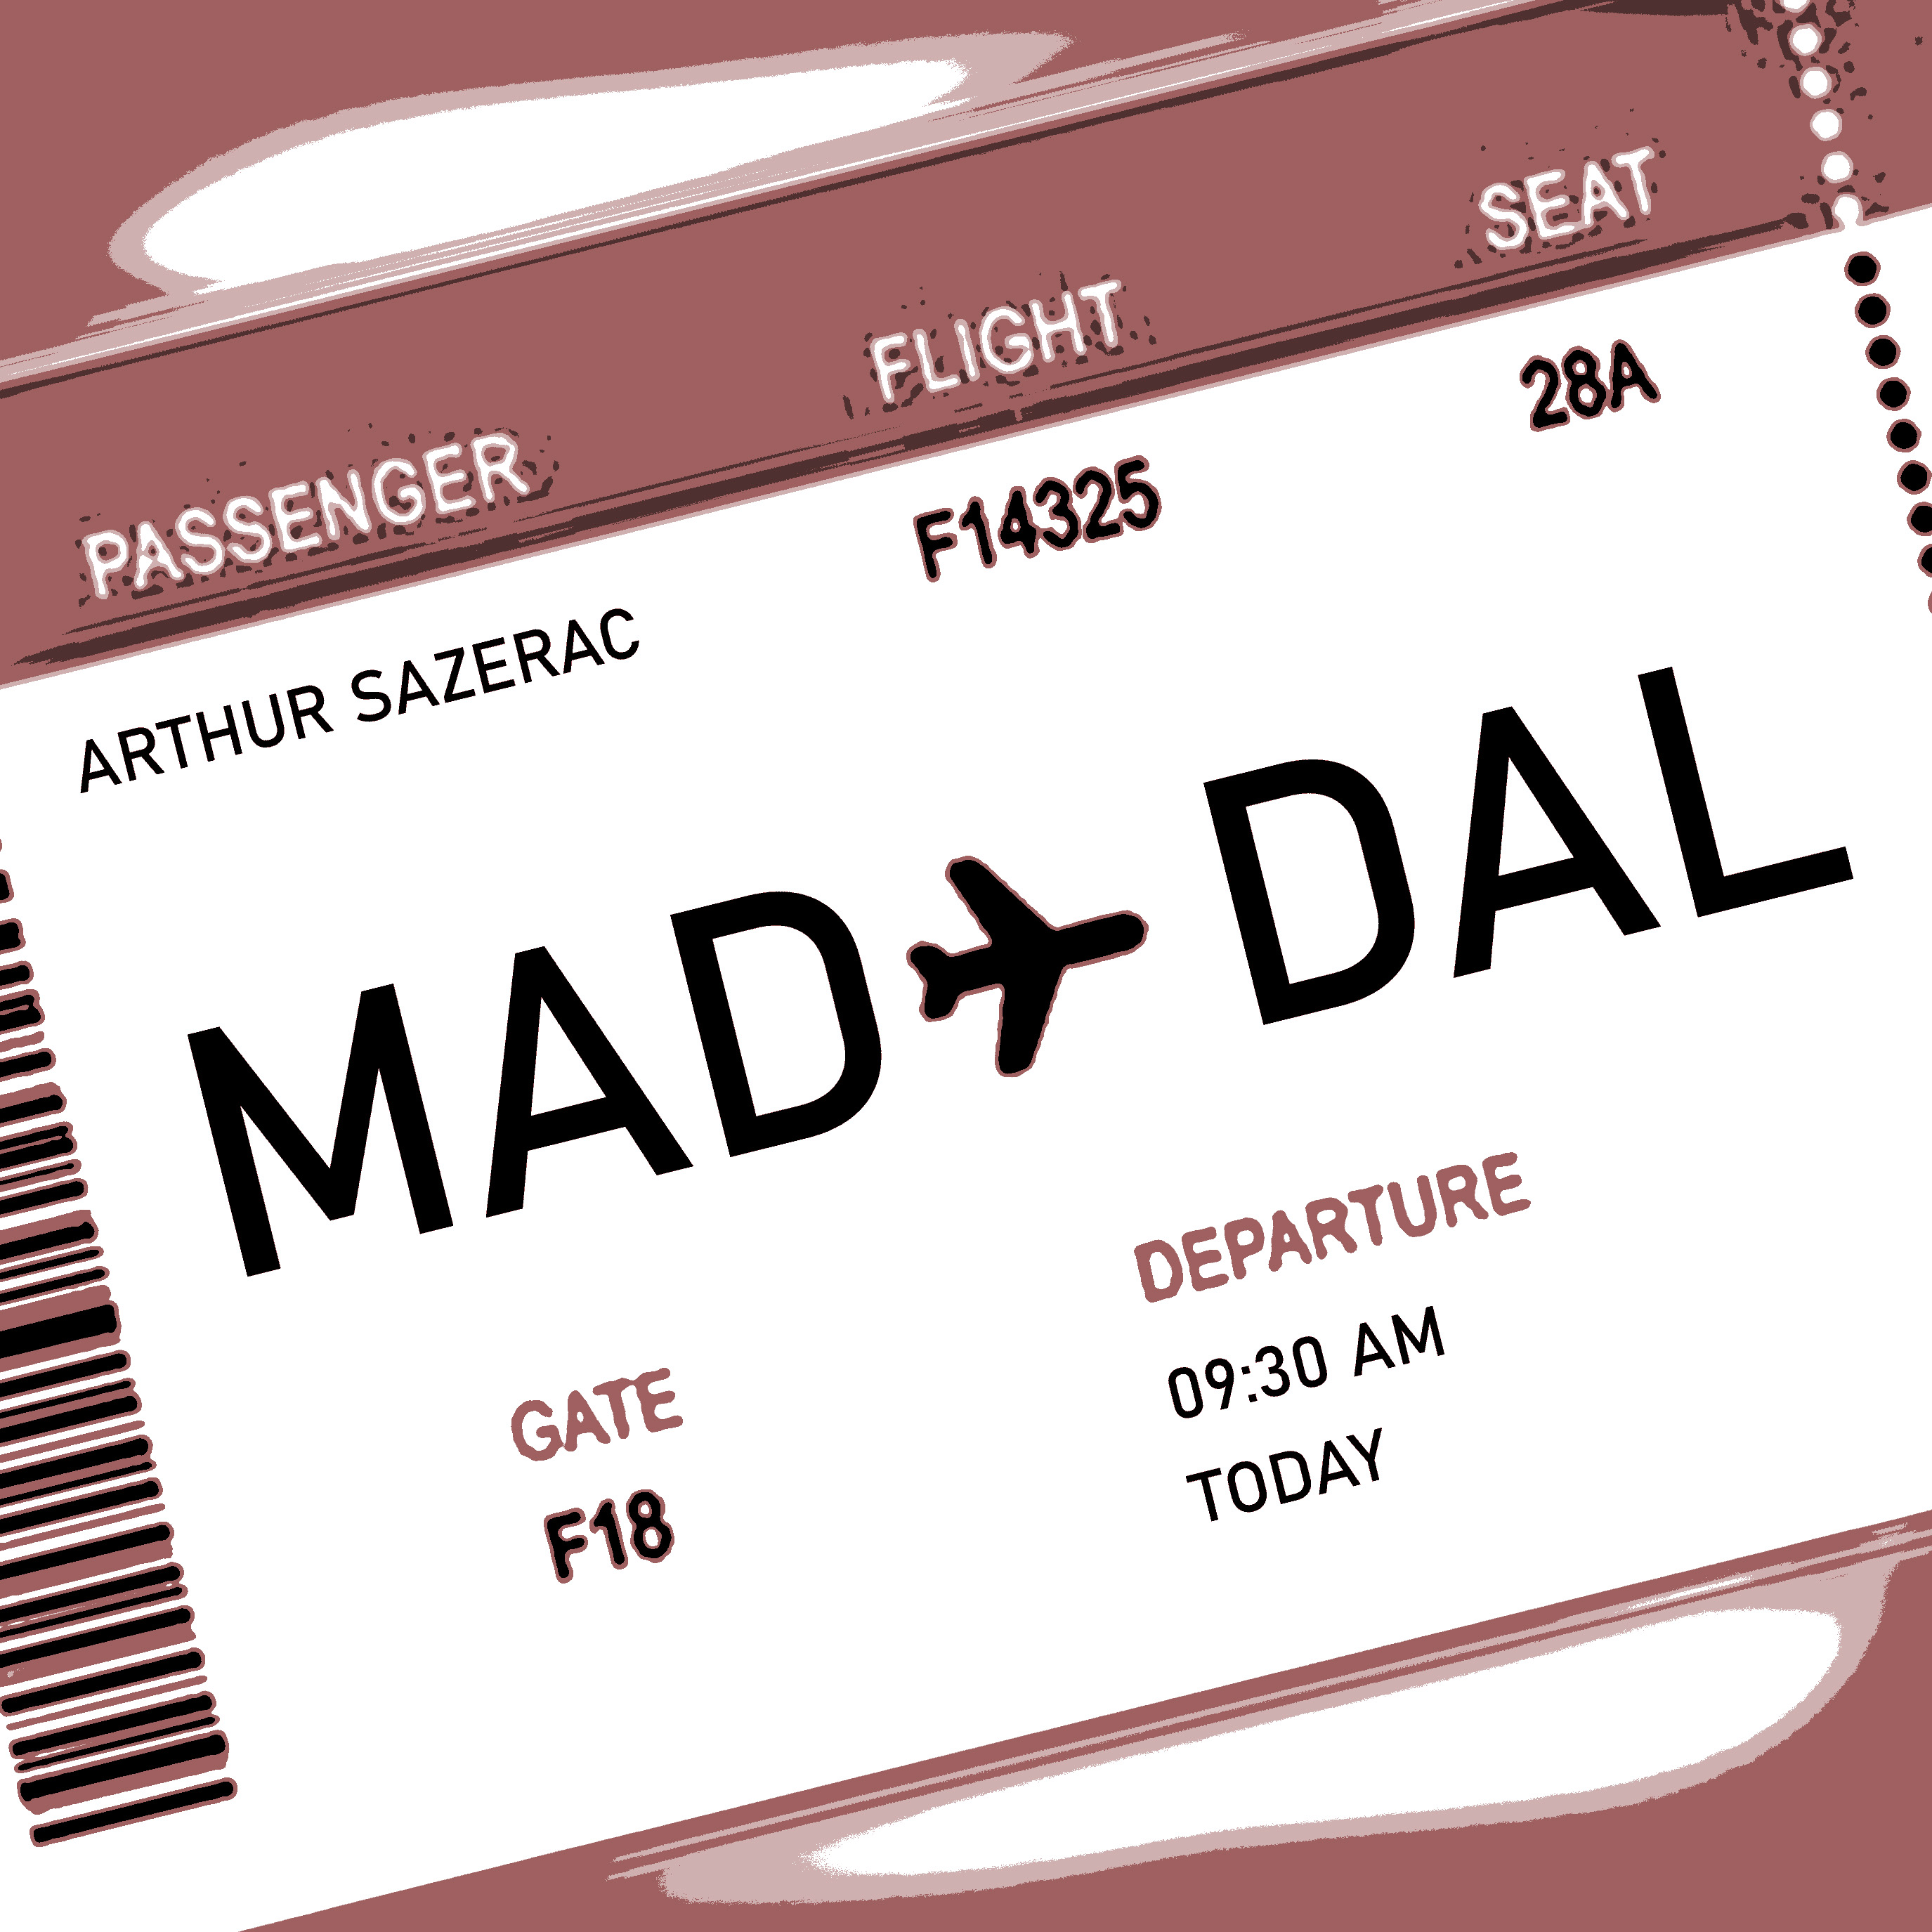 PASSENGER FLIGHT SEAT
ARTHUR SAZERAC F14325 28A
MAD DAL
GATE DEPARTURE
F18 09:30 AM
TODAY